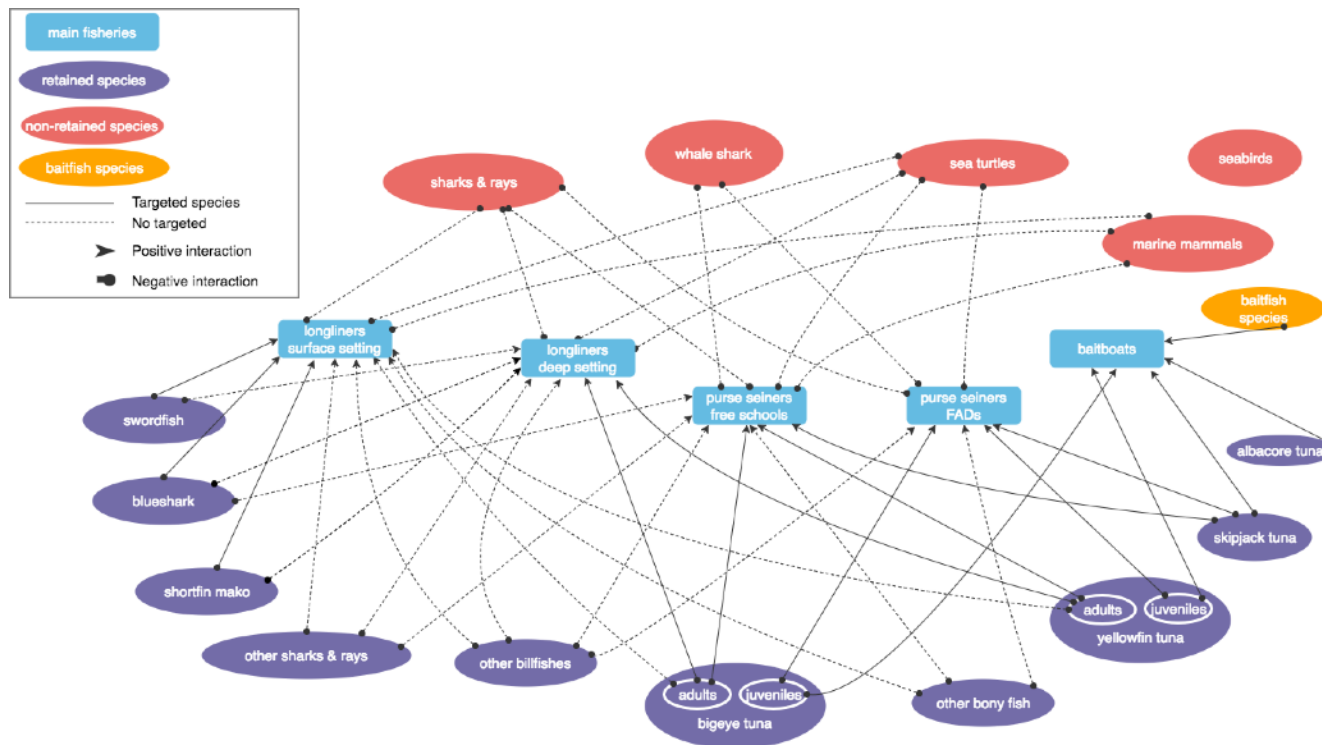 main fisheries
retained species
non-retained species
baitfish species
Targeted species
No targeted
Positive interaction
Negative interaction
whale shark
sea turtles
seabirds
sharks & rays
marine mammals
baitfish
species
longliners
surface setting
longliners
deep setting
baitboats
purse seiners
free schools
purse seiners
FADs
swordfish
albacore tuna
blueshark
skipjack tuna
shortfin mako
adults
juveniles
yellowfin tuna
other sharks & rays
other billfishes
adults
juveniles
bigeye tuna
other bony fish